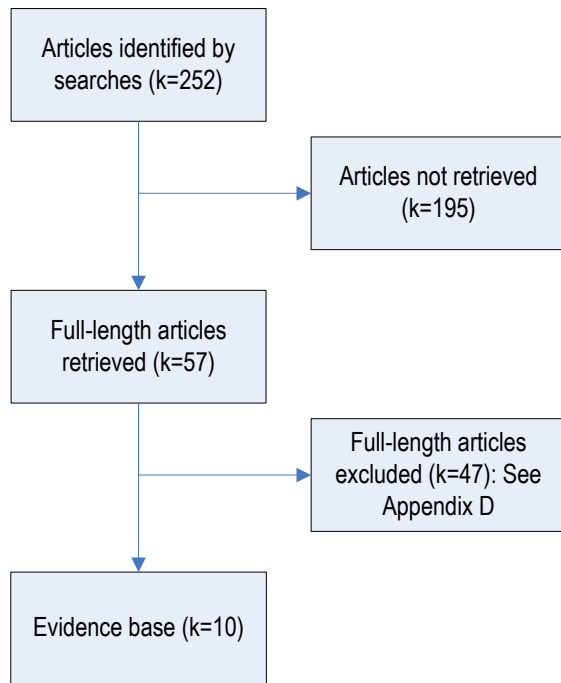 Articles identified by
searches (k=252)
Articles not retrieved
(k=195)
Full-length articles
retrieved (k=57)
Full-length articles
excluded (k=47): See
Appendix D
Evidence base (k=10)